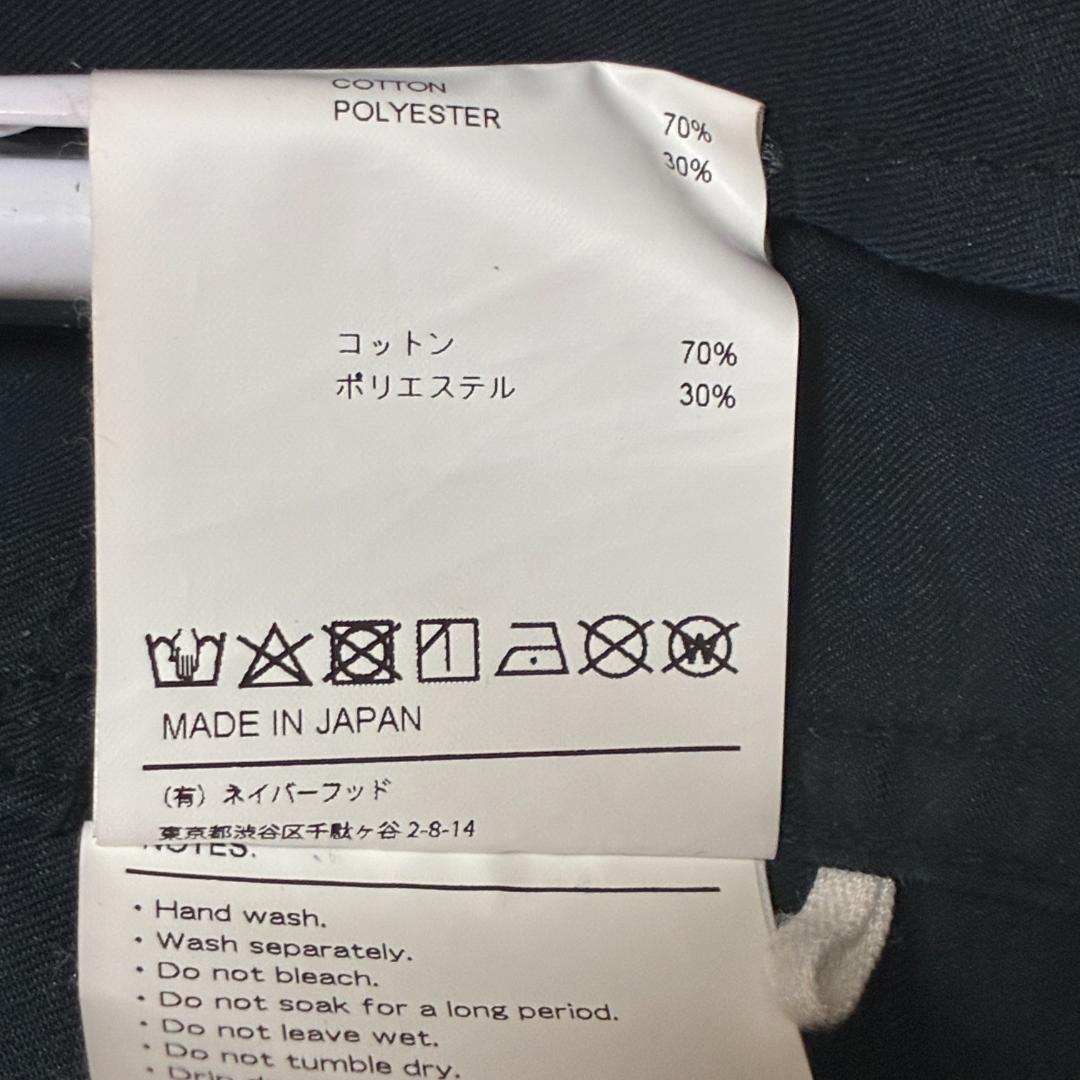 COTTON
POLYESTER
70%
30%
コットン 70%
ポリエステル 30%
W
MADE IN JAPAN
(有) ネイバーフッド
東京都渋谷区千駄ヶ谷 2-8-14
NOTES:
・Hand wash.
・Wash separately.
・Do not bleach.
・Do not soak for a long period.
・Do not leave wet.
・Do not tumble dry.